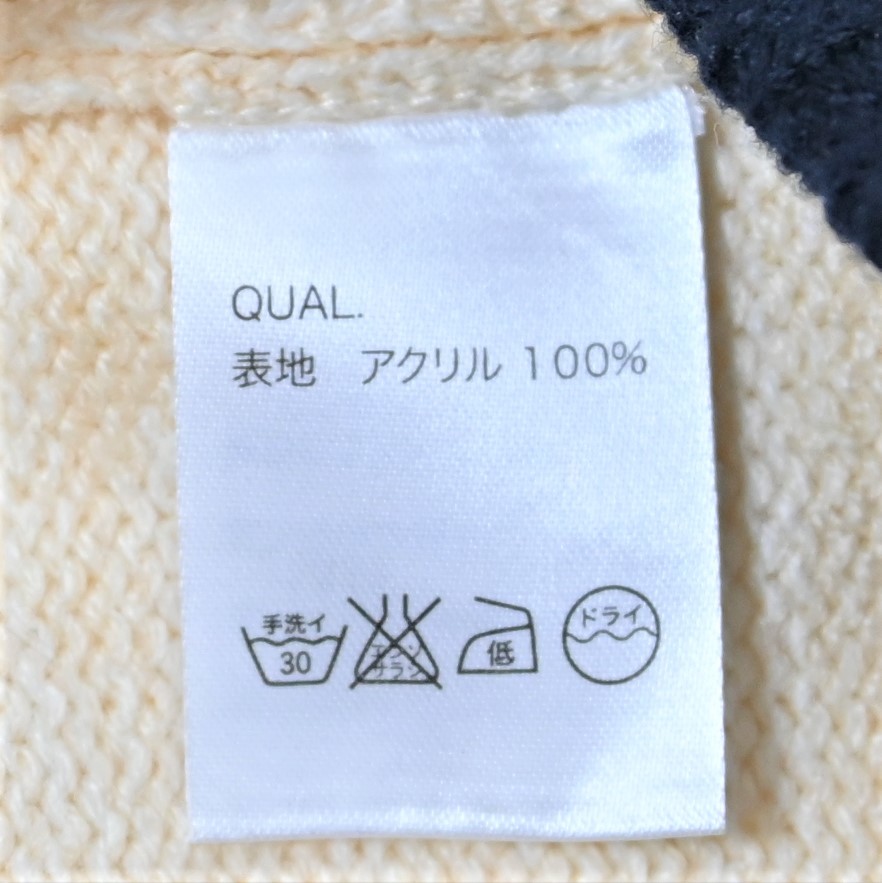 QUAL.
表地 アクリル 100%
手洗イ 30
エンソサラシ
低
ドライ